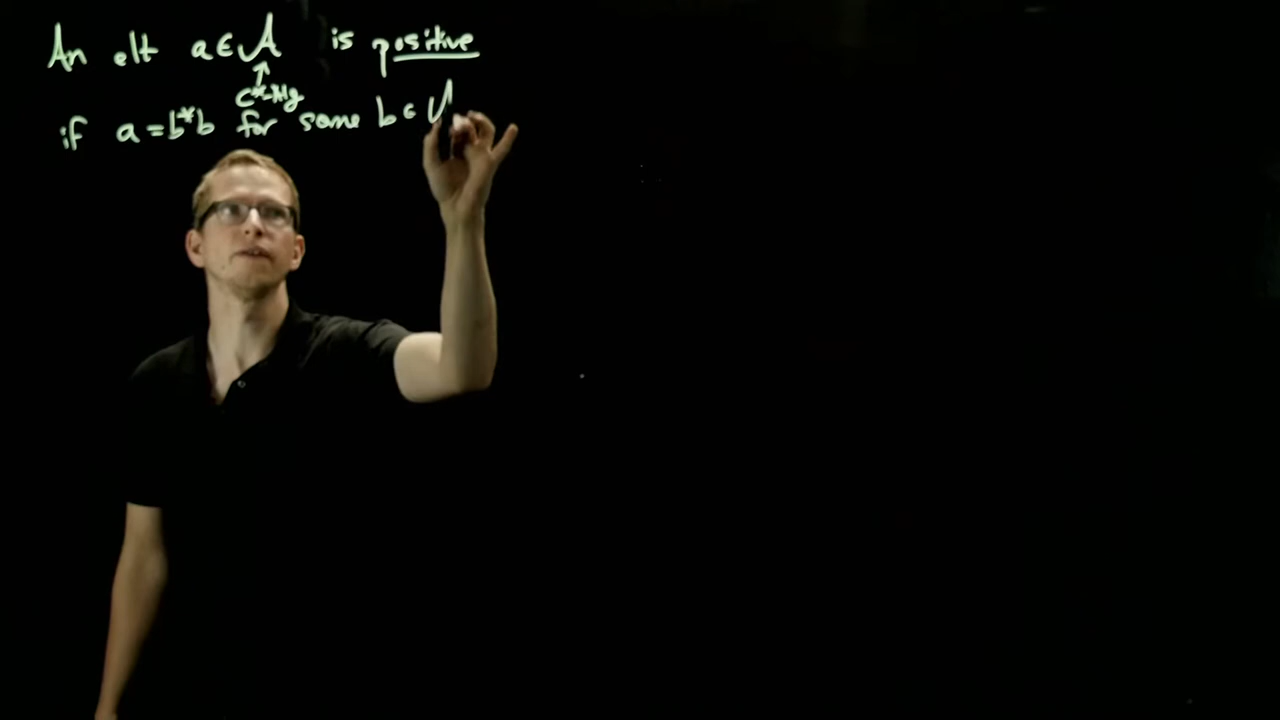 An elt a ∈ 𝒜 is positive
↑
C*-Alg
if a = b*b for some b ∈